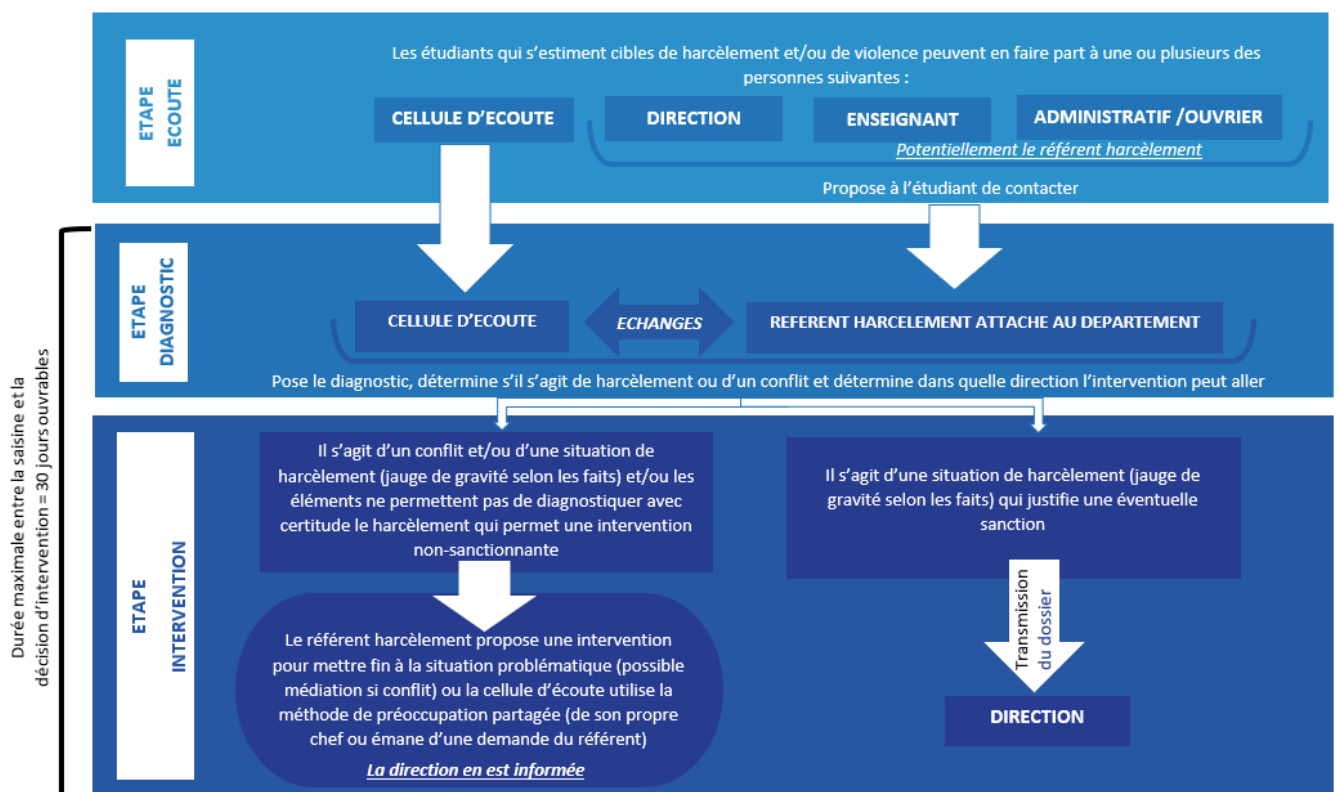 ETAPE
ECOUTE
Les étudiants qui s’estiment cibles de harcèlement et/ou de violence peuvent en faire part à une ou plusieurs des
personnes suivantes :
CELLULE D’ECOUTE
DIRECTION
ENSEIGNANT
ADMINISTRATIF /OUVRIER
Potentiellement le référent harcèlement
Propose à l’étudiant de contacter
Durée maximale entre la saisine et la
décision d’intervention = 30 jours ouvrables
ETAPE
DIAGNOSTIC
CELLULE D’ECOUTE
ECHANGES
REFERENT HARCELEMENT ATTACHE AU DEPARTEMENT
Pose le diagnostic, détermine s’il s’agit de harcèlement ou d’un conflit et détermine dans quelle direction l’intervention peut aller
ETAPE
INTERVENTION
Il s’agit d’un conflit et/ou d’une situation de
harcèlement (jauge de gravité selon les faits) et/ou les
éléments ne permettent pas de diagnostiquer avec
certitude le harcèlement qui permet une intervention
non-sanctionnante
Il s’agit d’une situation de harcèlement (jauge de
gravité selon les faits) qui justifie une éventuelle
sanction
Le référent harcèlement propose une intervention
pour mettre fin à la situation problématique (possible
médiation si conflit) ou la cellule d’écoute utilise la
méthode de préoccupation partagée (de son propre
chef ou émane d’une demande du référent)
La direction en est informée
Transmission
du dossier
DIRECTION